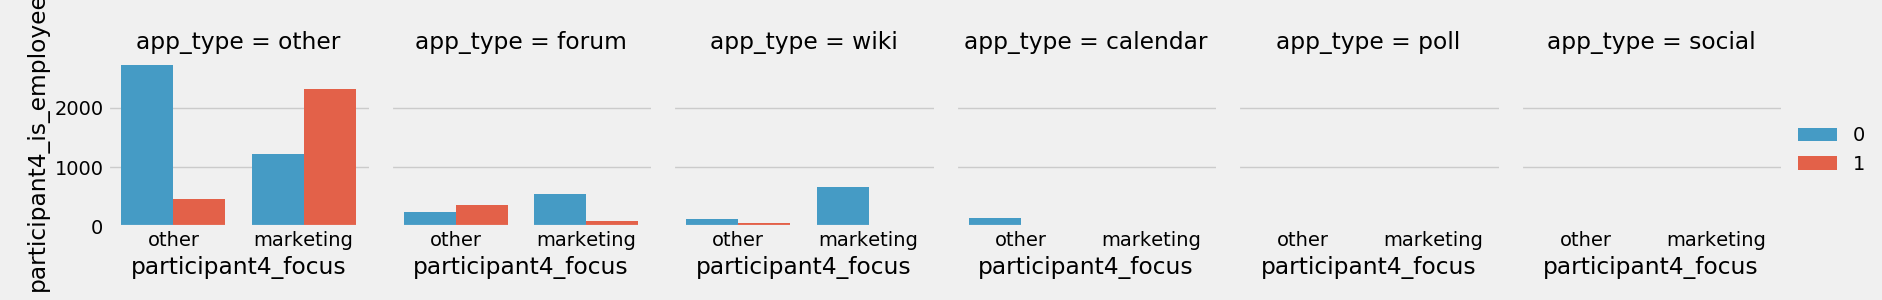 app_type = other
app_type = forum
app_type = wiki
app_type = calendar
app_type = poll
app_type = social
participant4_is_employee
2000
1000
0
0
1
other marketing
other marketing
other marketing
other marketing
other marketing
other marketing
participant4_focus
participant4_focus
participant4_focus
participant4_focus
participant4_focus
participant4_focus